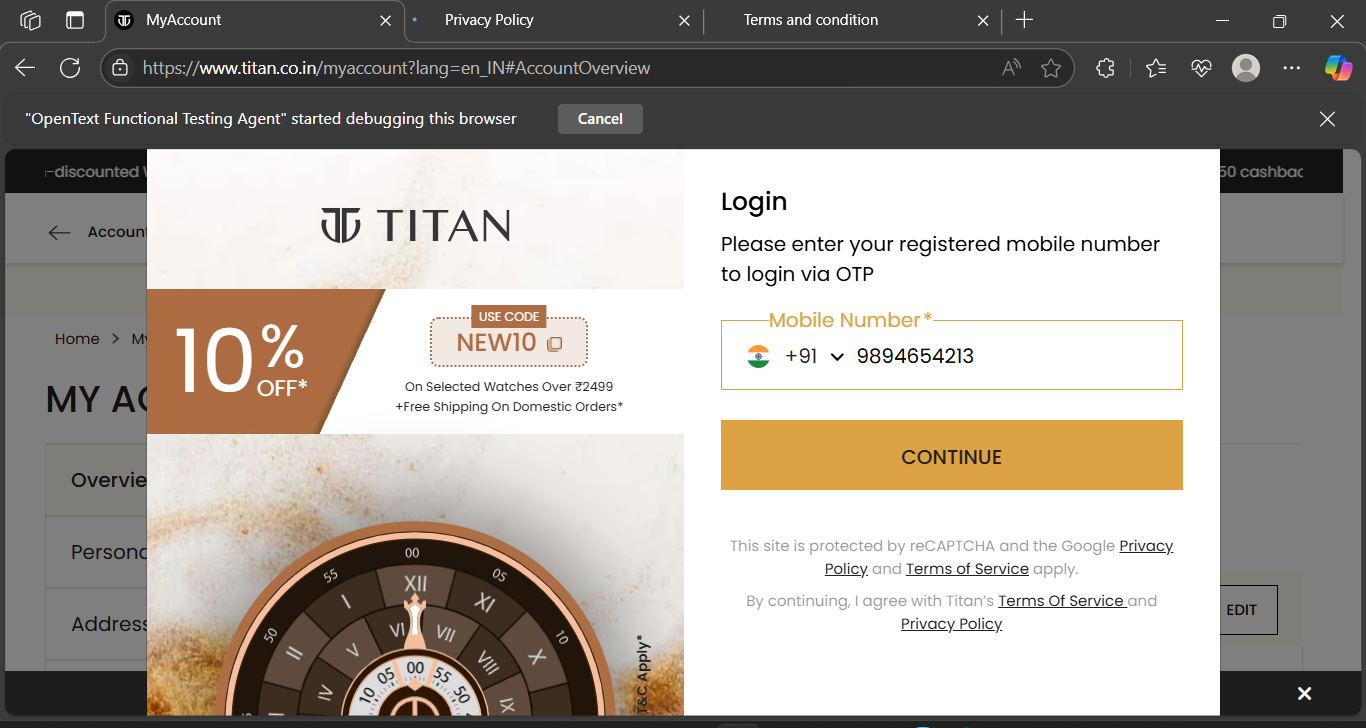 MyAccount
Privacy Policy
Terms and condition
https://www.titan.co.in/myaccount?lang=en_IN#AccountOverview
"OpenText Functional Testing Agent" started debugging this browser
Cancel
-discounted
50 cashbac
Account
Home > My
MY AC
Overvie
Persona
Address
EDIT
TITAN
10% OFF*
USE CODE
NEW10
On Selected Watches Over ₹2499
+Free Shipping On Domestic Orders*
00
55 05
50 10
XII
I XI
II X
III IX
VI VII
V VIII
IV
00
05 55
10 50
T&C Apply*
Login
Please enter your registered mobile number
to login via OTP
Mobile Number*
+91 9894654213
CONTINUE
This site is protected by reCAPTCHA and the Google Privacy
Policy and Terms of Service apply.
By continuing, I agree with Titan’s Terms Of Service and
Privacy Policy